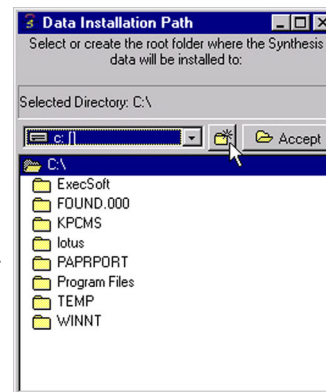 Data Installation Path
Select or create the root folder where the Synthesis
data will be installed to:
Selected Directory: C:\
c: []
Accept
C:\
ExecSoft
FOUND.000
KPCMS
lotus
PAPRPORT
Program Files
TEMP
WINNT